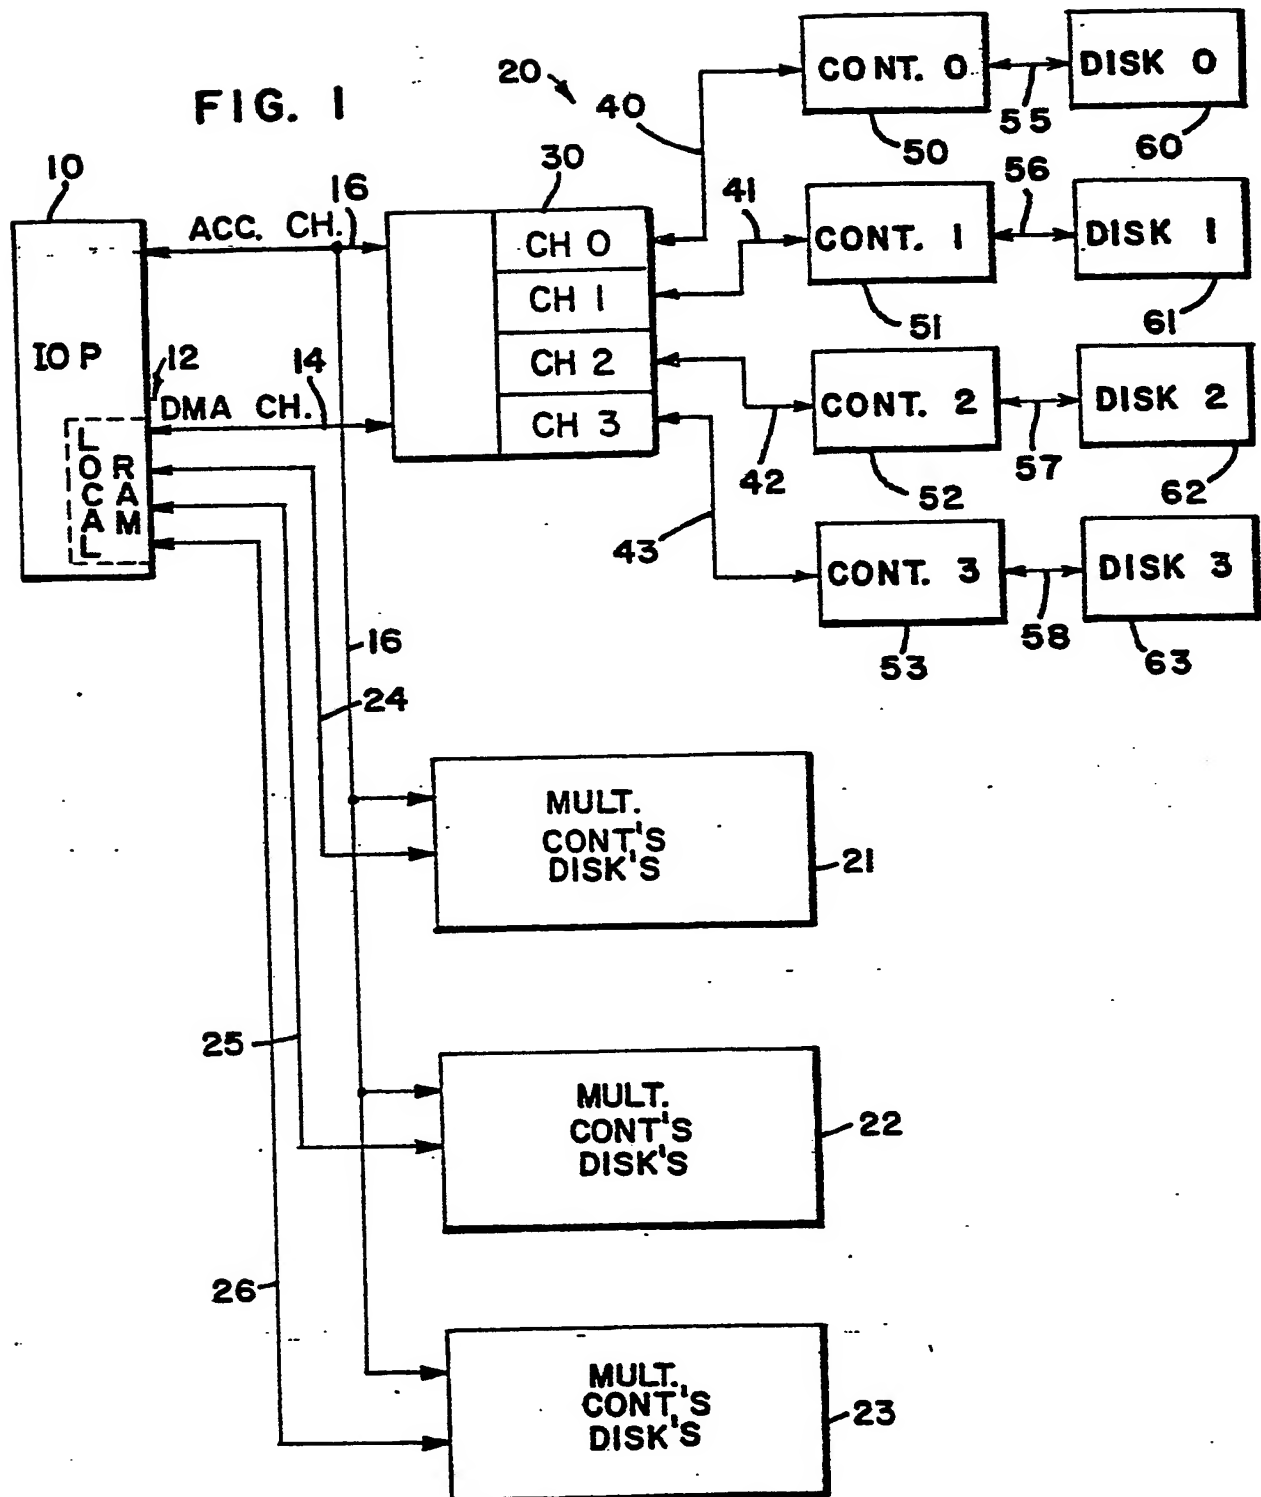 FIG. 1
20
40
CONT. 0
DISK 0
50
55
60
10
16
30
41
56
ACC. CH.
CH 0
CONT. 1
DISK 1
CH 1
51
61
IOP
12
14
CH 2
DMA CH.
CH 3
CONT. 2
DISK 2
42
52
57
62
LOCAL
RAM
43
CONT. 3
DISK 3
53
58
63
16
24
MULT.
CONT'S
DISK'S
21
25
MULT.
CONT'S
DISK'S
22
26
MULT.
CONT'S
DISK'S
23